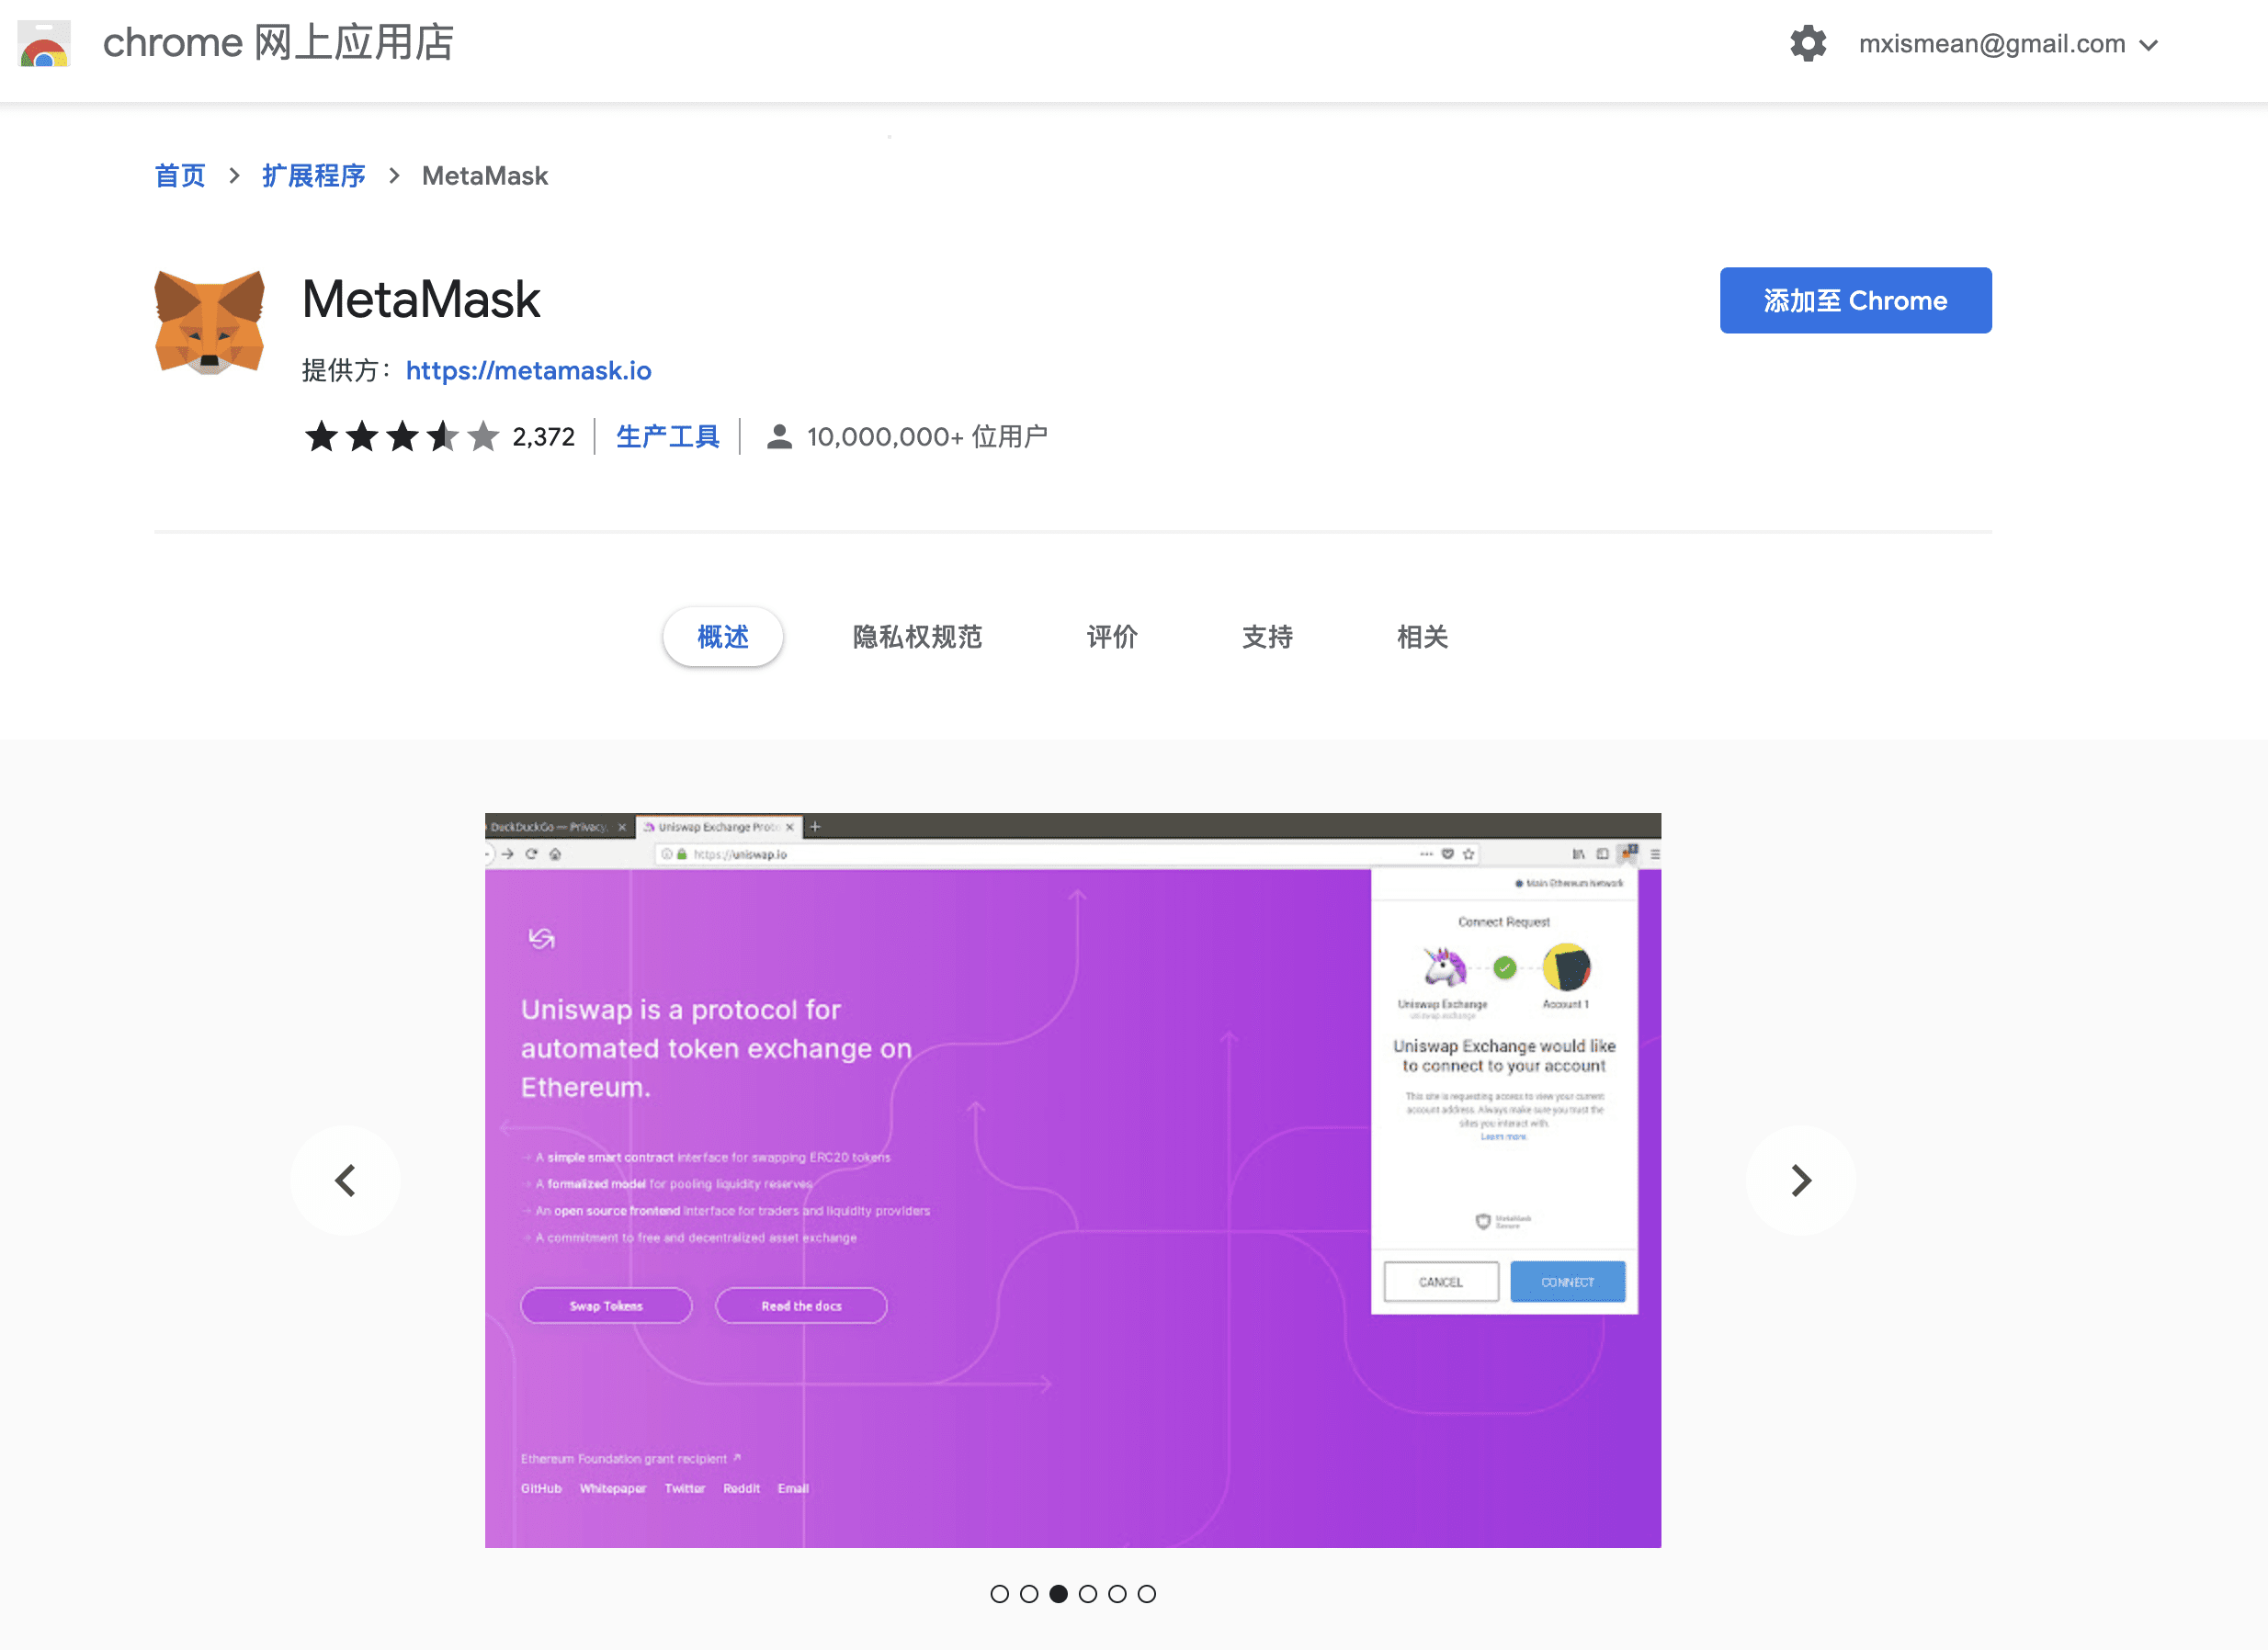 chrome 网上应用店
mxismean@gmail.com
首页 > 扩展程序 > MetaMask
MetaMask
添加至 Chrome
提供方： https://metamask.io
2,372 生产工具 10,000,000+ 位用户
概述 隐私权规范 评价 支持 相关
DuckDuckGo — Privacy, Uniswap Exchange Proto
https://uniswap.io
Main Ethereum Network
Connect Request
Uniswap Exchange Account 1
uniswap.exchange
Uniswap is a protocol for
automated token exchange on
Ethereum.
Uniswap Exchange would like
to connect to your account
This site is requesting access to view your current
account address. Always make sure you trust the
sites you interact with.
Learn more.
→ A simple smart contract interface for swapping ERC20 tokens
→ A formalized model for pooling liquidity reserves
→ An open source frontend interface for traders and liquidity providers
→ A commitment to free and decentralized asset exchange
MetaMask
Secure
CANCEL CONNECT
Swap Tokens Read the docs
Ethereum Foundation grant recipient ↗
GitHub Whitepaper Twitter Reddit Email